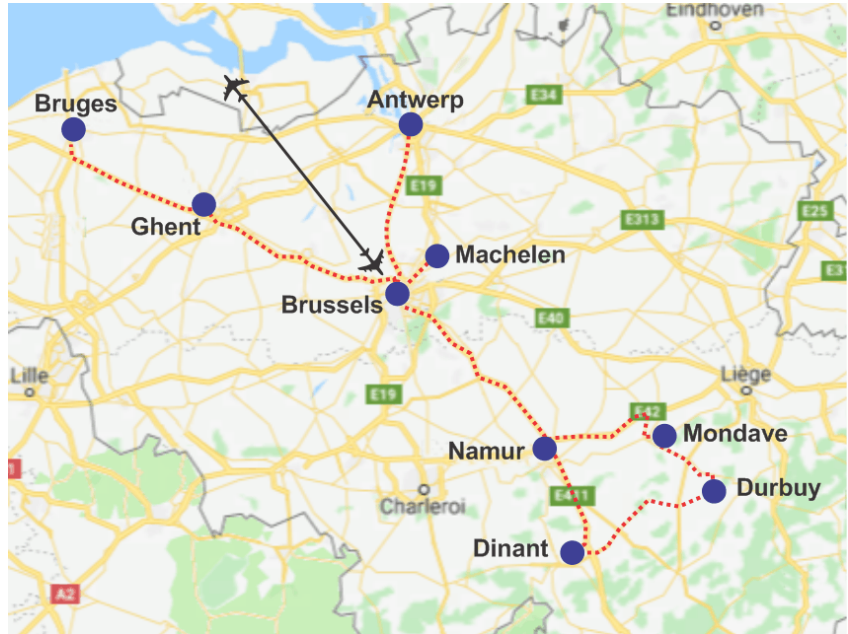 Eindhoven
Bruges
Antwerp
E34
E19
Ghent
E313
E25
Machelen
Brussels
E40
Lille
Liège
E19
E42
Namur
Mondave
Durbuy
Charleroi
E411
Dinant
A2